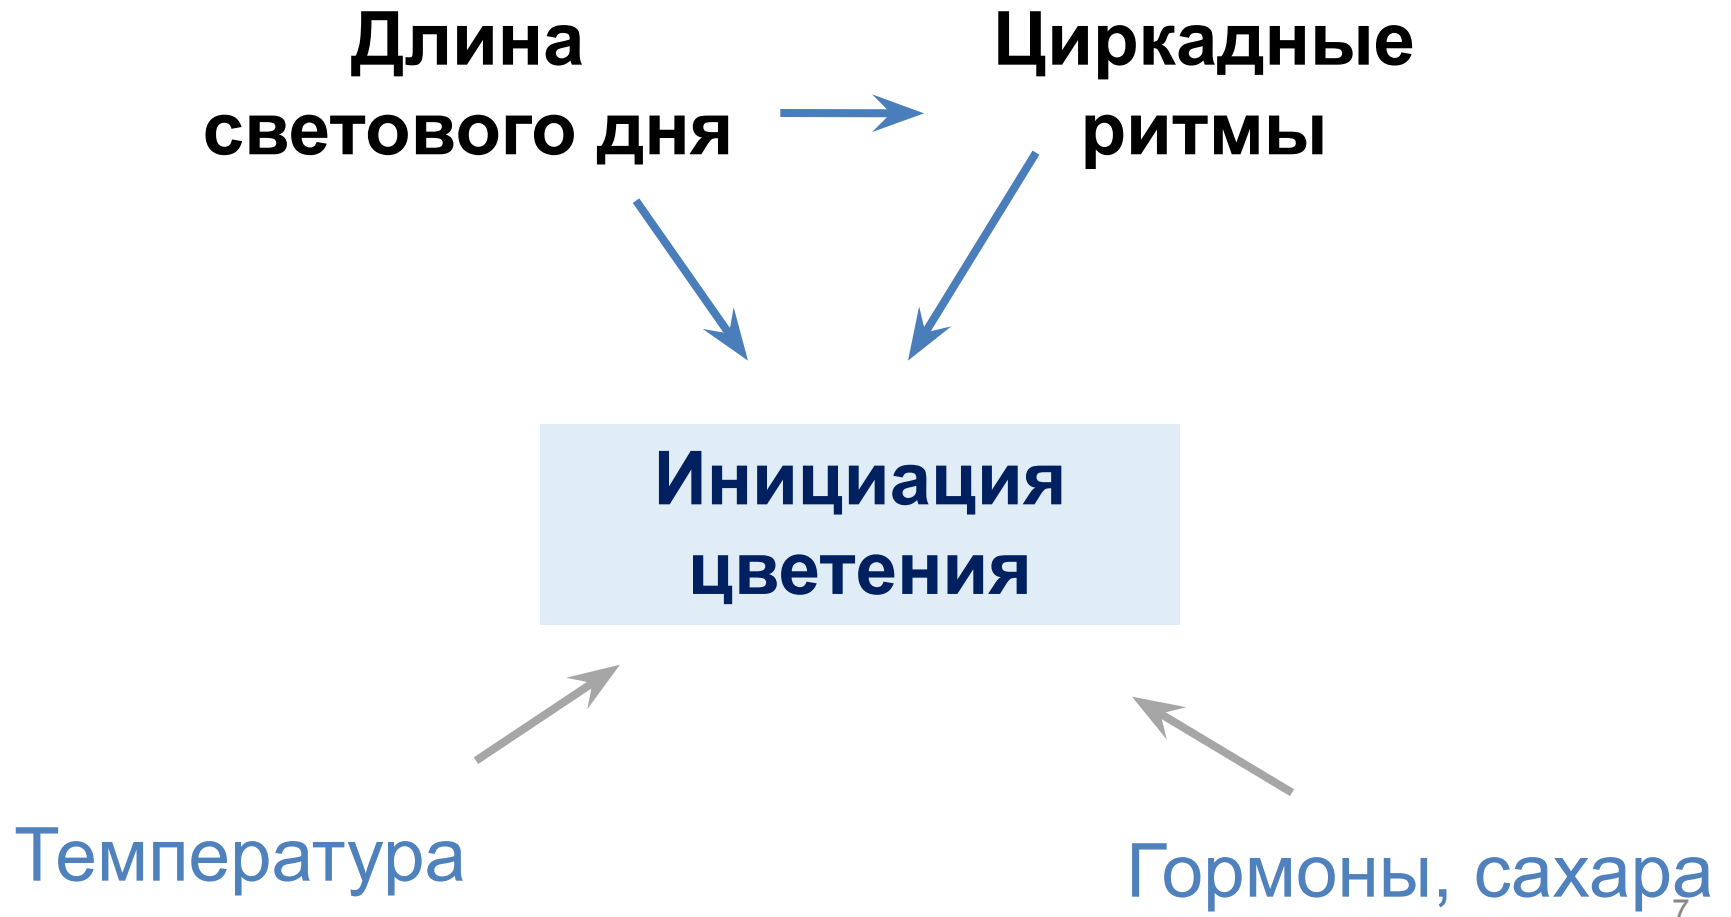 Длина
светового дня
Циркадные
ритмы
Инициация
цветения
Температура
Гормоны, сахара
7